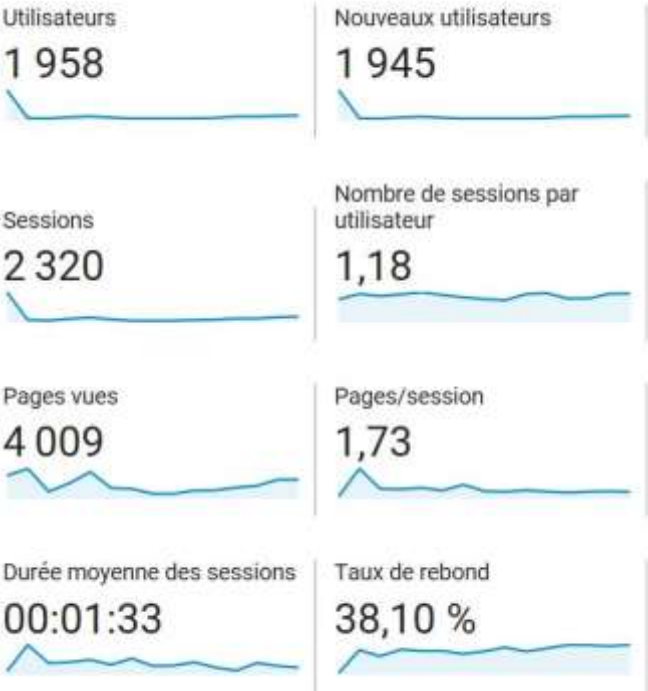 Utilisateurs
1 958
Nouveaux utilisateurs
1 945
Sessions
2 320
Nombre de sessions par
utilisateur
1,18
Pages vues
4 009
Pages/session
1,73
Durée moyenne des sessions
00:01:33
Taux de rebond
38,10 %